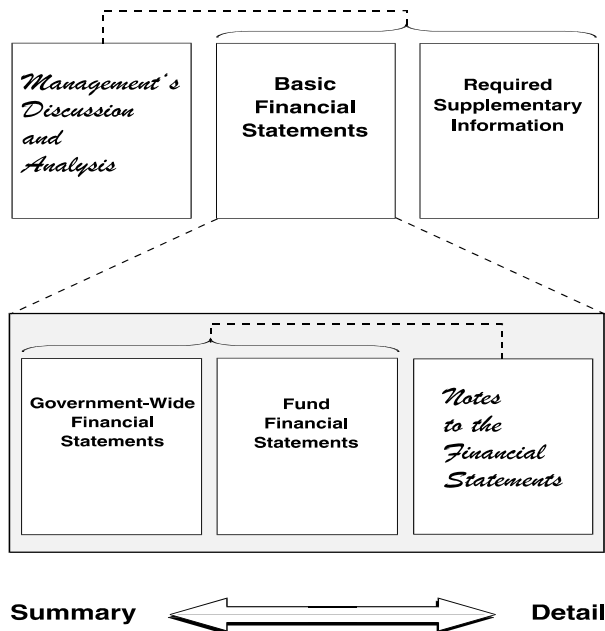 Management's
Discussion
and
Analysis
Basic
Financial
Statements
Required
Supplementary
Information
Government-Wide
Financial
Statements
Fund
Financial
Statements
Notes
to the
Financial
Statements
Summary
Detail